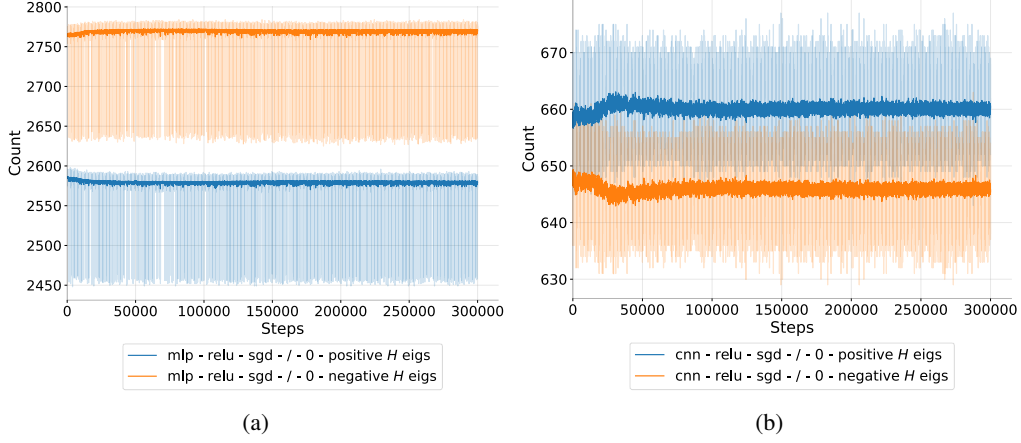 2800
2750
2700
2650
2600
2550
2500
2450
Count
0 50000 100000 150000 200000 250000 300000
Steps
mlp - relu - sgd - / - 0 - positive H eigs
mlp - relu - sgd - / - 0 - negative H eigs
(a)
670
660
650
640
630
Count
0 50000 100000 150000 200000 250000 300000
Steps
cnn - relu - sgd - / - 0 - positive H eigs
cnn - relu - sgd - / - 0 - negative H eigs
(b)